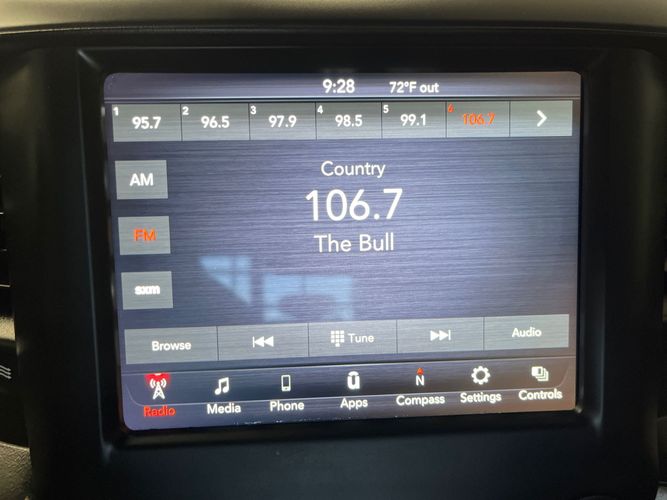 9:28 72°F out
1 95.7 2 96.5 3 97.9 4 98.5 5 99.1 6 106.7
AM
Country
106.7
FM
The Bull
sxm
Browse Tune Audio
Radio Media Phone Apps N Compass Settings Controls